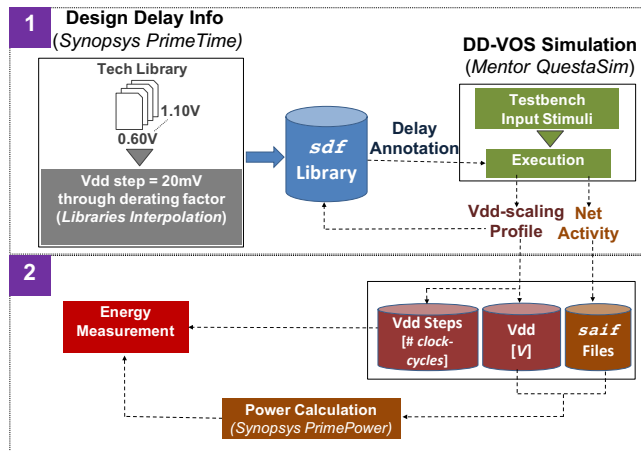 1
Design Delay Info
(Synopsys PrimeTime)
Tech Library
1.10V
0.60V
Vdd step = 20mV
through derating factor
(Libraries Interpolation)
sdf
Library
Delay
Annotation
DD-VOS Simulation
(Mentor QuestaSim)
Testbench
Input Stimuli
Execution
Vdd-scaling
Profile
Net
Activity
2
Energy
Measurement
Vdd Steps
[# clock-
cycles]
Vdd
[V]
saif
Files
Power Calculation
(Synopsys PrimePower)